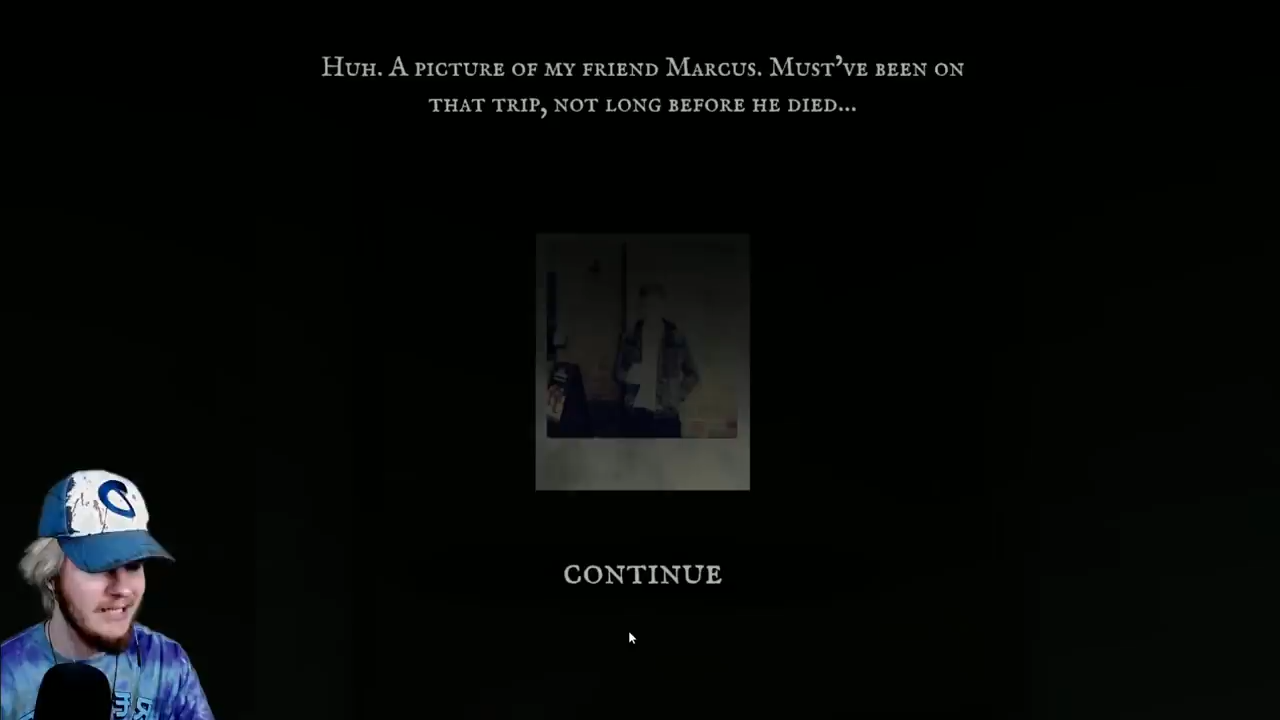 Huh. A picture of my friend Marcus. Must've been on
that trip, not long before he died...
CONTINUE